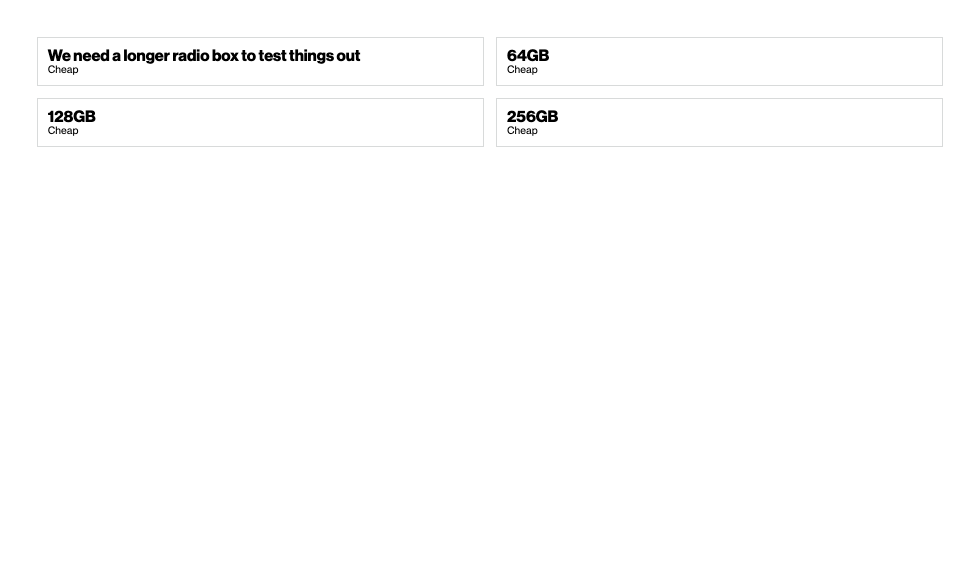 We need a longer radio box to test things out
Cheap
64GB
Cheap
128GB
Cheap
256GB
Cheap